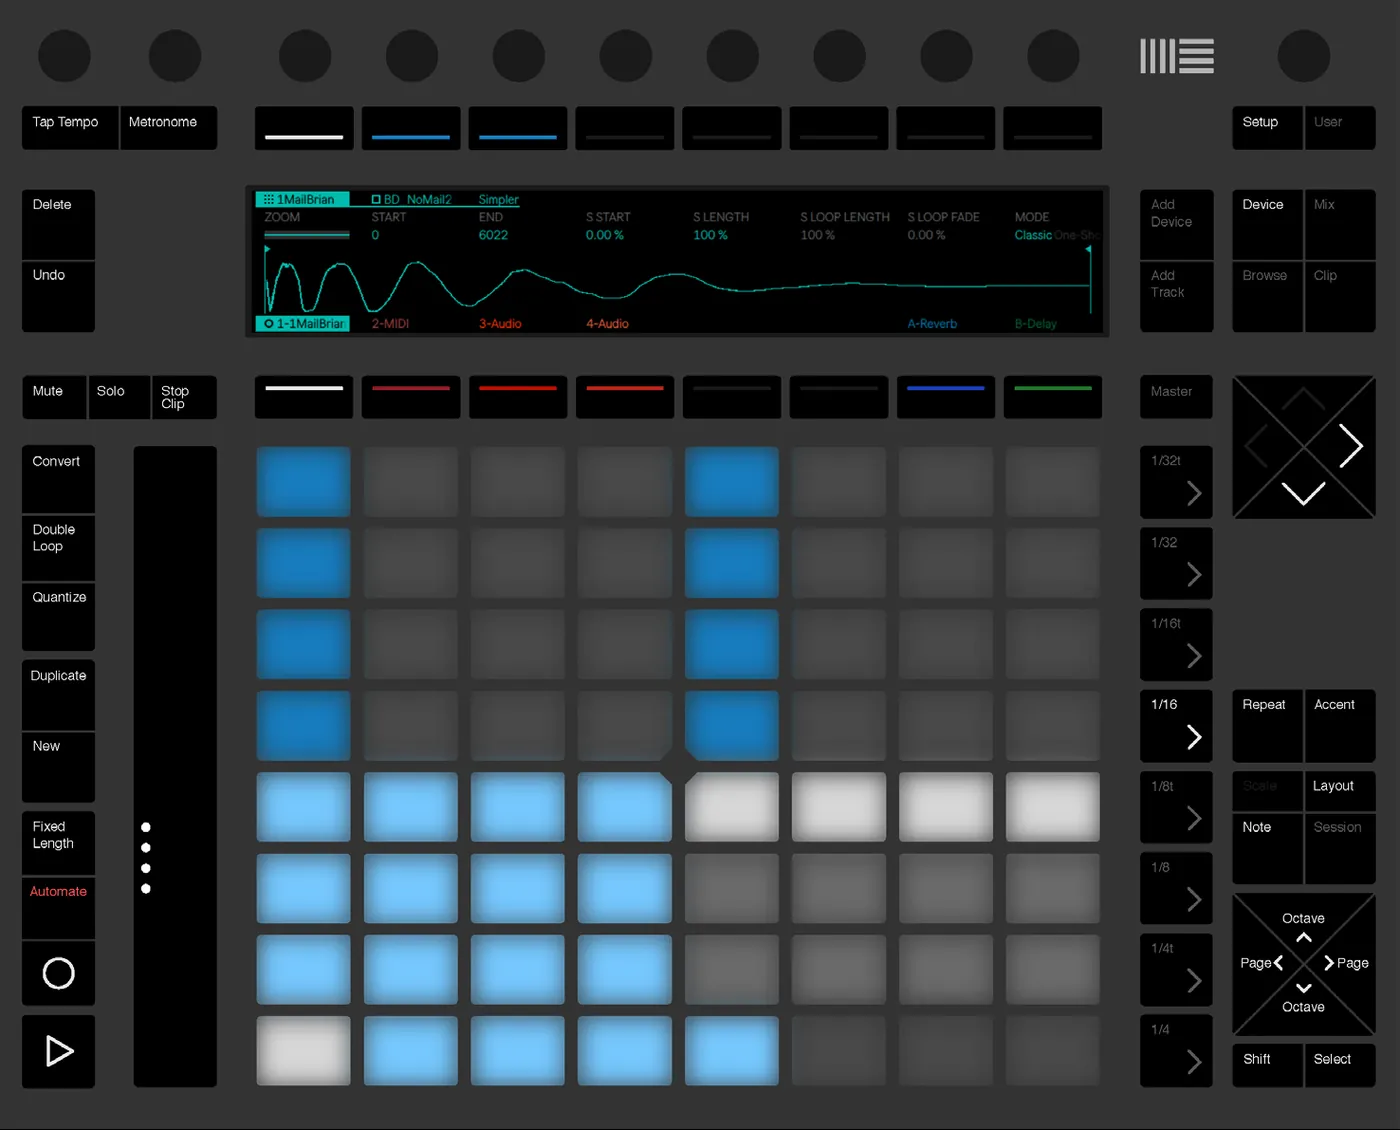 Tap Tempo
Metronome
Setup
User
Delete
Undo
1MailBrian
BD_NoMail2
Simpler
ZOOM
START
END
S START
S LENGTH
S LOOP LENGTH
S LOOP FADE
MODE
0
6022
0.00 %
100 %
100 %
0.00 %
Classic One-Sho
1-1MailBrian
2-MIDI
3-Audio
4-Audio
A-Reverb
B-Delay
Add
Device
Add
Track
Device
Mix
Browse
Clip
Mute
Solo
Stop
Clip
Master
Convert
Double
Loop
Quantize
Duplicate
New
Fixed
Length
Automate
1/32t
1/32
1/16t
1/16
1/8t
1/8
1/4t
1/4
Repeat
Accent
Scale
Layout
Note
Session
Octave
Page
Page
Octave
Shift
Select